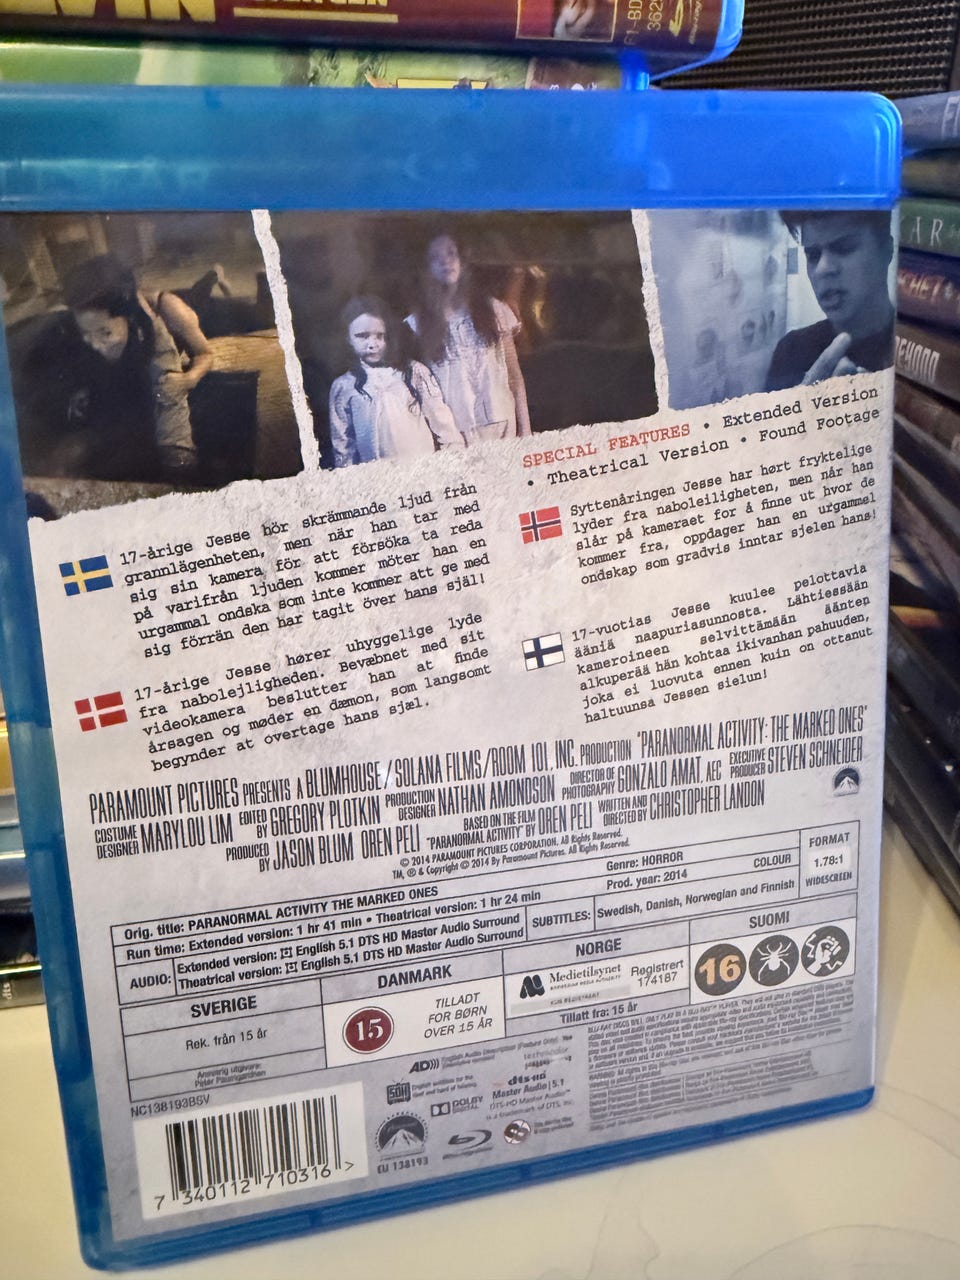 SPECIAL FEATURES • Extended Version
• Theatrical Version • Found Footage
17-årige Jesse hör skrämmande ljud från
grannlägenheten, men när han tar med
sig sin kamera för att försöka ta reda
på varifrån ljuden kommer möter han en
urgammal ondska som inte kommer att ge med
sig förrän den har tagit över hans själ!
Syttenåringen Jesse har hørt fryktelige
lyder fra naboleiligheten, men når han
slår på kameraet for å finne ut hvor de
kommer fra, oppdager han en urgammel
ondskap som gradvis inntar sjelen hans!
17-årige Jesse hører uhyggelige lyde
fra nabolejligheden. Bevæbnet med sit
videokamera beslutter han at finde
årsagen og møder en dæmon, som langsomt
begynder at overtage hans sjæl.
17-vuotias Jesse kuulee pelottavia
ääniä naapuriasunnosta. Lähtiessään
kameroineen selvittämään äänten
alkuperää hän kohtaa ikivanhan pahuuden,
joka ei luovuta ennen kuin on ottanut
haltuunsa Jessen sielun!
PARAMOUNT PICTURES PRESENTS A BLUMHOUSE/SOLANA FILMS/ROOM 101, INC. PRODUCTION "PARANORMAL ACTIVITY: THE MARKED ONES"
COSTUME DESIGNER MARYLOU LIM EDITED BY GREGORY PLOTKIN PRODUCTION DESIGNER NATHAN AMONDSON DIRECTOR OF PHOTOGRAPHY GONZALO AMAT, AEC EXECUTIVE PRODUCER STEVEN SCHNEIDER
PRODUCED BY JASON BLUM OREN PELI BASED ON THE FILM "PARANORMAL ACTIVITY" BY OREN PELI WRITTEN AND DIRECTED BY CHRISTOPHER LANDON
© 2014 PARAMOUNT PICTURES CORPORATION. All Rights Reserved.
TM, ® & Copyright © 2014 By Paramount Pictures. All Rights Reserved.
Orig. title: PARANORMAL ACTIVITY THE MARKED ONES
Genre: HORROR
COLOUR
FORMAT
1.78:1
WIDESCREEN
Run time: Extended version: 1 hr 41 min • Theatrical version: 1 hr 24 min
Prod. year: 2014
AUDIO:
Extended version: English 5.1 DTS HD Master Audio Surround
Theatrical version: English 5.1 DTS HD Master Audio Surround
SUBTITLES:
Swedish, Danish, Norwegian and Finnish
SVERIGE
Rek. från 15 år
Ansvarig utgivare:
DANMARK
15
TILLADT
FOR BØRN
OVER 15 ÅR
NORGE
Medietilsynet
Registrert
174187
Tillatt fra: 15 år
SUOMI
16
NC138193BSV
AD)))
SDH
DOLBY
DIGITAL
dts-HD
Master Audio | 5.1
EU 138193
7 340112 710316 >